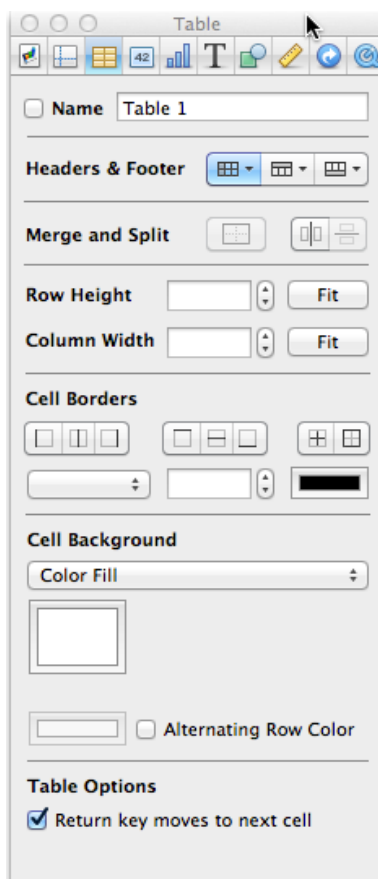 Table
42
T
Name Table 1
Headers & Footer
Merge and Split
Row Height Fit
Column Width Fit
Cell Borders
Cell Background
Color Fill
Alternating Row Color
Table Options
Return key moves to next cell